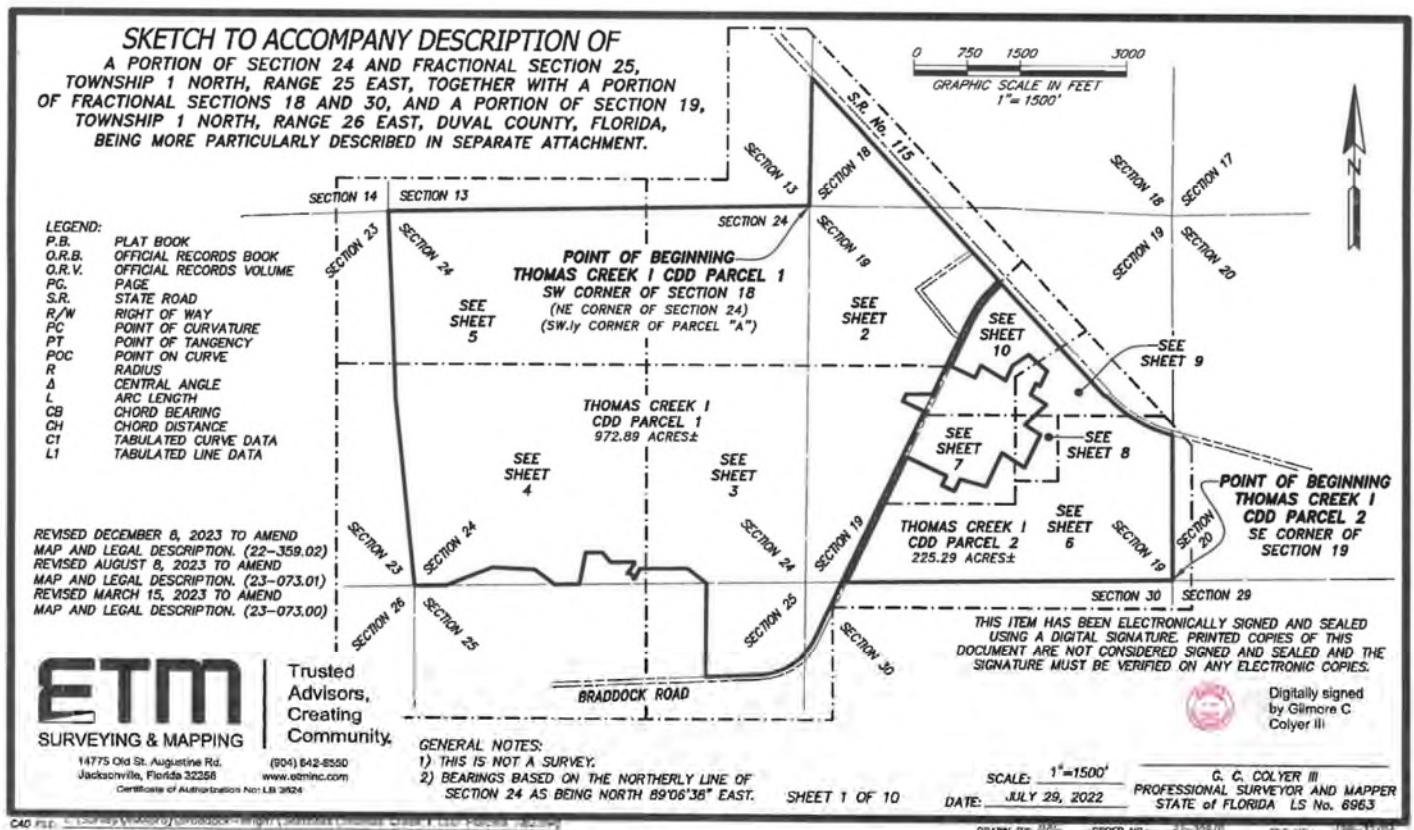 SKETCH TO ACCOMPANY DESCRIPTION OF
A PORTION OF SECTION 24 AND FRACTIONAL SECTION 25,
TOWNSHIP 1 NORTH, RANGE 25 EAST, TOGETHER WITH A PORTION
OF FRACTIONAL SECTIONS 18 AND 30, AND A PORTION OF SECTION 19,
TOWNSHIP 1 NORTH, RANGE 26 EAST, DUVAL COUNTY, FLORIDA,
BEING MORE PARTICULARLY DESCRIBED IN SEPARATE ATTACHMENT.
0 750 1500 3000
GRAPHIC SCALE IN FEET
1"= 1500'
S.R. No. 115
N
SECTION 14
SECTION 13
SECTION 13
SECTION 18
SECTION 24
SECTION 19
SECTION 18
SECTION 17
SECTION 19
SECTION 20
SECTION 23
SECTION 24
LEGEND:
P.B. PLAT BOOK
O.R.B. OFFICIAL RECORDS BOOK
O.R.V. OFFICIAL RECORDS VOLUME
PG. PAGE
S.R. STATE ROAD
R/W RIGHT OF WAY
PC POINT OF CURVATURE
PT POINT OF TANGENCY
POC POINT ON CURVE
R RADIUS
Δ CENTRAL ANGLE
L ARC LENGTH
CB CHORD BEARING
CH CHORD DISTANCE
C1 TABULATED CURVE DATA
L1 TABULATED LINE DATA
POINT OF BEGINNING
THOMAS CREEK I CDD PARCEL 1
SW CORNER OF SECTION 18
(NE CORNER OF SECTION 24)
(SW.ly CORNER OF PARCEL "A")
SEE
SHEET
5
SEE
SHEET
2
SEE
SHEET
10
SEE
SHEET 9
THOMAS CREEK I
CDD PARCEL 1
972.89 ACRES±
SEE
SHEET
4
SEE
SHEET
3
SEE
SHEET
7
SEE
SHEET 8
SEE
SHEET
6
THOMAS CREEK I
CDD PARCEL 2
225.29 ACRES±
POINT OF BEGINNING
THOMAS CREEK I
CDD PARCEL 2
SE CORNER OF
SECTION 19
SECTION 23
SECTION 24
SECTION 26
SECTION 25
SECTION 24
SECTION 19
SECTION 25
SECTION 30
SECTION 19
SECTION 20
SECTION 30
SECTION 29
BRADDOCK ROAD
REVISED DECEMBER 8, 2023 TO AMEND
MAP AND LEGAL DESCRIPTION. (22-359.02)
REVISED AUGUST 8, 2023 TO AMEND
MAP AND LEGAL DESCRIPTION. (23-073.01)
REVISED MARCH 15, 2023 TO AMEND
MAP AND LEGAL DESCRIPTION. (23-073.00)
THIS ITEM HAS BEEN ELECTRONICALLY SIGNED AND SEALED
USING A DIGITAL SIGNATURE. PRINTED COPIES OF THIS
DOCUMENT ARE NOT CONSIDERED SIGNED AND SEALED AND THE
SIGNATURE MUST BE VERIFIED ON ANY ELECTRONIC COPIES.
Digitally signed
by Gilmore C
Colyer III
ETM
SURVEYING & MAPPING
Trusted
Advisors,
Creating
Community.
14775 Old St. Augustine Rd.
Jacksonville, Florida 32258
(904) 642-8550
www.etminc.com
Certificate of Authorization No: LB 3624
GENERAL NOTES:
1) THIS IS NOT A SURVEY.
2) BEARINGS BASED ON THE NORTHERLY LINE OF
SECTION 24 AS BEING NORTH 89°06'38" EAST.
SHEET 1 OF 10
SCALE: 1"=1500'
DATE: JULY 29, 2022
G. C. COLYER III
PROFESSIONAL SURVEYOR AND MAPPER
STATE of FLORIDA LS No. 6963